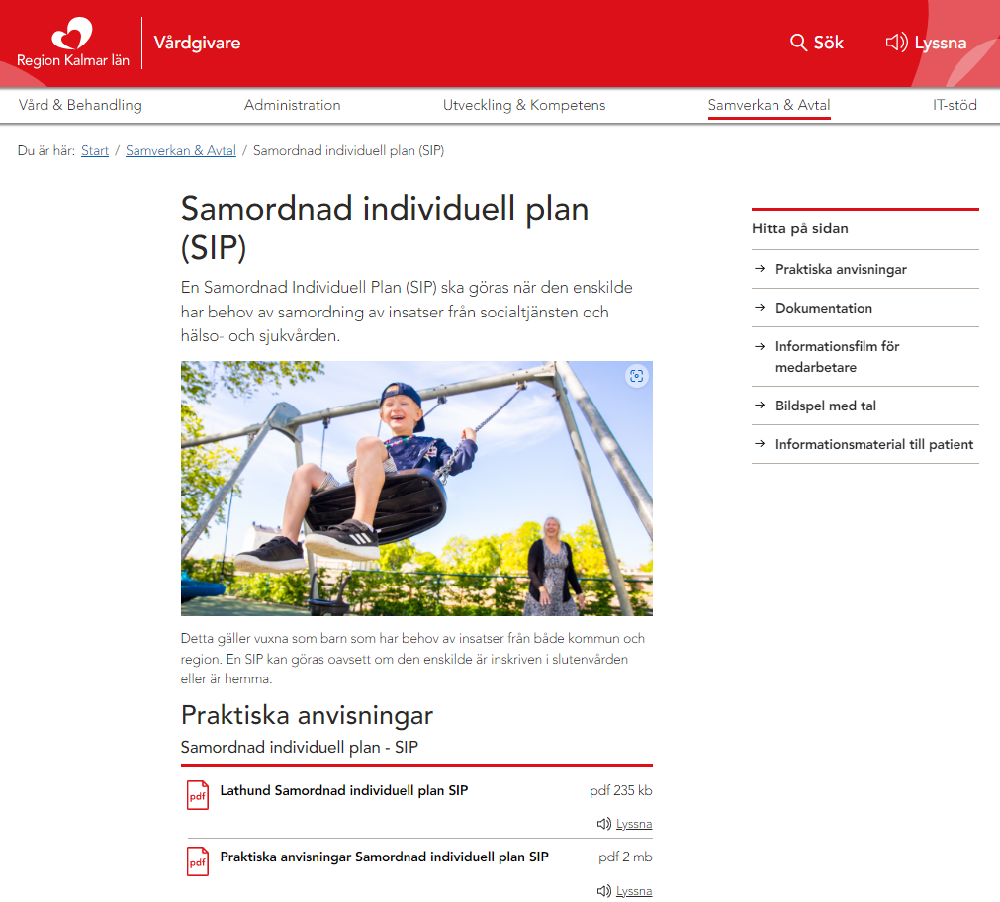 Region Kalmar län
Vårdgivare
Sök
Lyssna
Vård & Behandling
Administration
Utveckling & Kompetens
Samverkan & Avtal
IT-stöd
Du är här: Start / Samverkan & Avtal / Samordnad individuell plan (SIP)
Samordnad individuell plan
(SIP)
En Samordnad Individuell Plan (SIP) ska göras när den enskilde
har behov av samordning av insatser från socialtjänsten och
hälso- och sjukvården.
Detta gäller vuxna som barn som har behov av insatser från både kommun och
region. En SIP kan göras oavsett om den enskilde är inskriven i slutenvården
eller är hemma.
Praktiska anvisningar
Samordnad individuell plan - SIP
pdf
Lathund Samordnad individuell plan SIP
pdf 235 kb
Lyssna
pdf
Praktiska anvisningar Samordnad individuell plan SIP
pdf 2 mb
Lyssna
Hitta på sidan
Praktiska anvisningar
Dokumentation
Informationsfilm för
medarbetare
Bildspel med tal
Informationsmaterial till patient